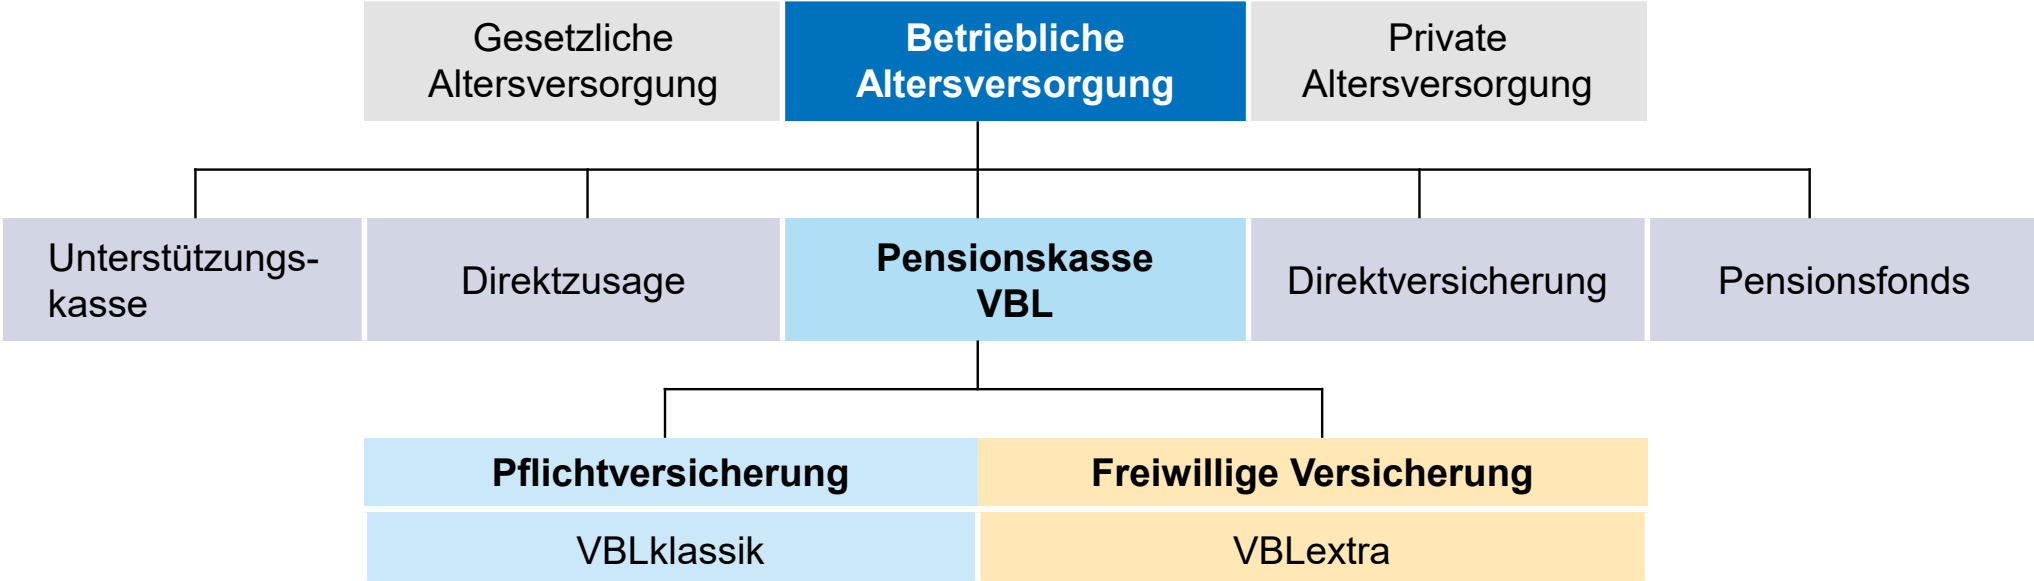 Gesetzliche
Altersversorgung
Betriebliche
Altersversorgung
Private
Altersversorgung
Unterstützungs-
kasse
Direktzusage
Pensionskasse
VBL
Direktversicherung
Pensionsfonds
Pflichtversicherung
Freiwillige Versicherung
VBLklassik
VBLextra